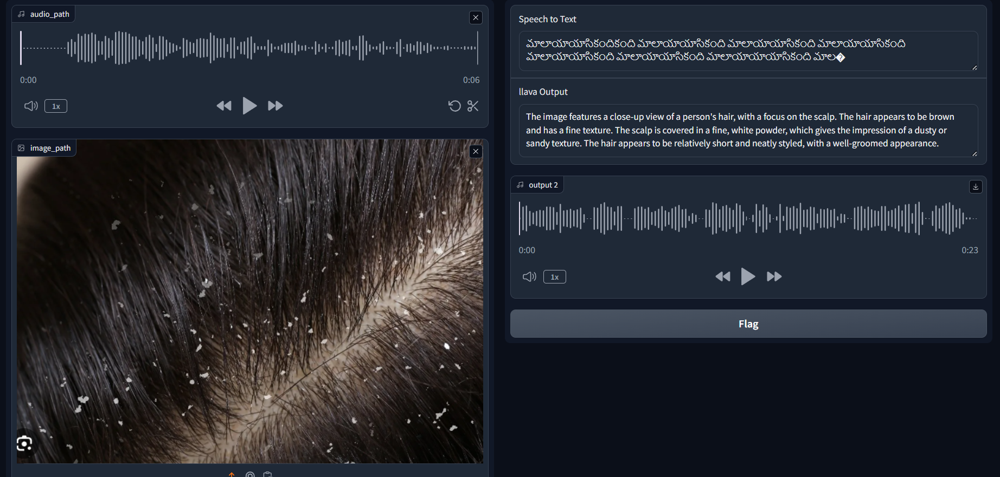 audio_path
0:00
0:06
1x
image_path
Speech to Text
మాలాయాయాసికందికంది మాలాయాయాసికంది మాలాయాయాసికంది మాలాయాయాసికంది
మాలాయాయాసికంది మాలాయాయాసికంది మాలాయాయాయాసికంది మాల�
llava Output
The image features a close-up view of a person's hair, with a focus on the scalp. The hair appears to be brown
and has a fine texture. The scalp is covered in a fine, white powder, which gives the impression of a dusty or
sandy texture. The hair appears to be relatively short and neatly styled, with a well-groomed appearance.
output 2
0:00
0:23
1x
Flag